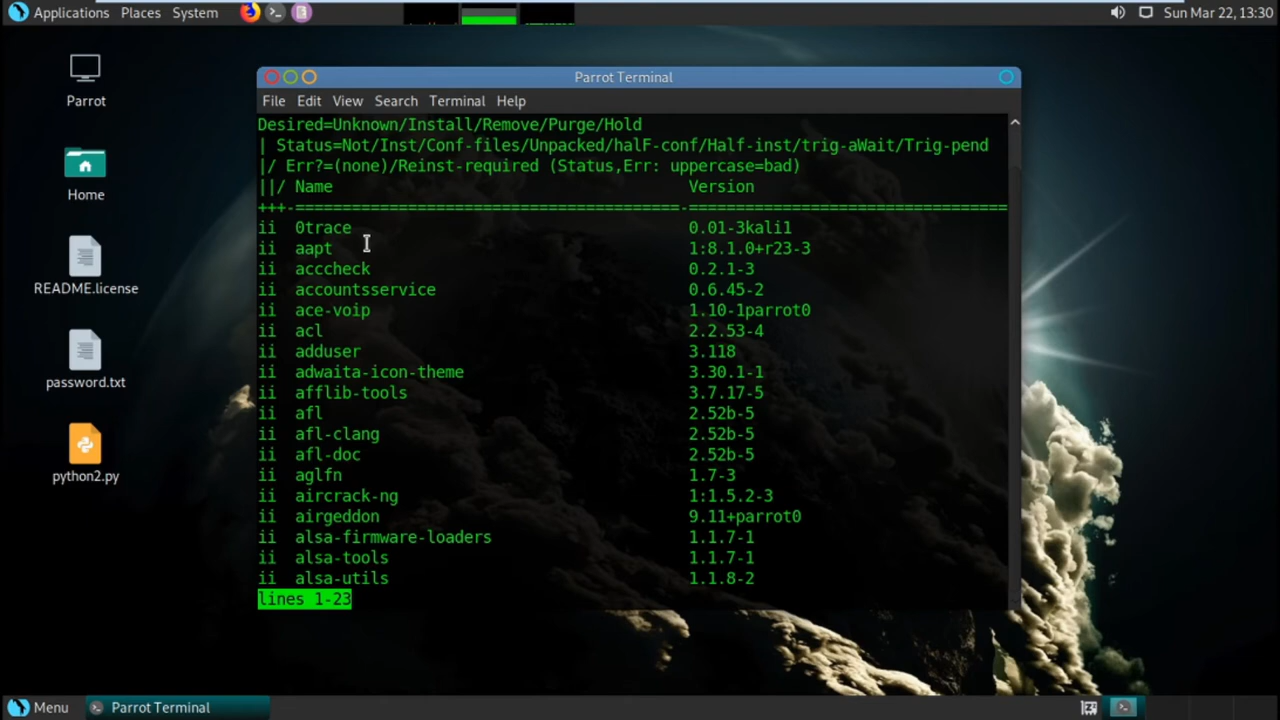 Applications Places System
Sun Mar 22, 13:30
Parrot
Home
README.license
password.txt
python2.py
Parrot Terminal
File Edit View Search Terminal Help
Desired=Unknown/Install/Remove/Purge/Hold
| Status=Not/Inst/Conf-files/Unpacked/halF-conf/Half-inst/trig-aWait/Trig-pend
|/ Err?=(none)/Reinst-required (Status,Err: uppercase=bad)
||/ Name Version
+++-=========================================-==================================
ii 0trace 0.01-3kali1
ii aapt 1:8.1.0+r23-3
ii acccheck 0.2.1-3
ii accountsservice 0.6.45-2
ii ace-voip 1.10-1parrot0
ii acl 2.2.53-4
ii adduser 3.118
ii adwaita-icon-theme 3.30.1-1
ii afflib-tools 3.7.17-5
ii afl 2.52b-5
ii afl-clang 2.52b-5
ii afl-doc 2.52b-5
ii aglfn 1.7-3
ii aircrack-ng 1:1.5.2-3
ii airgeddon 9.11+parrot0
ii alsa-firmware-loaders 1.1.7-1
ii alsa-tools 1.1.7-1
ii alsa-utils 1.1.8-2
lines 1-23
Menu Parrot Terminal